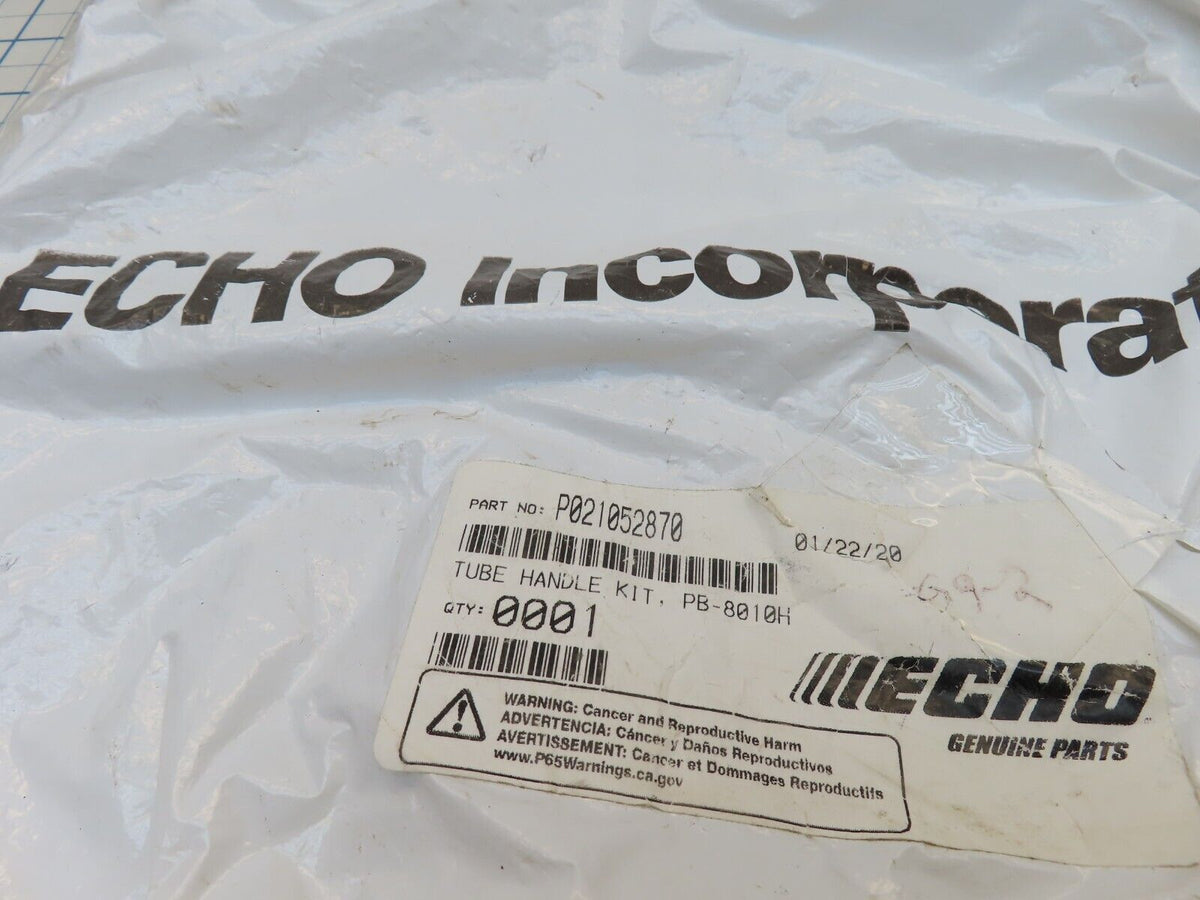 ECHO Incorporat
PART NO: P021052870
01/22/20
TUBE HANDLE KIT, PB-8010H
QTY: 0001
ECHO
GENUINE PARTS
WARNING: Cancer and Reproductive Harm
ADVERTENCIA: Cáncer y Daños Reproductivos
AVERTISSEMENT: Cancer et Dommages Reproductifs
www.P65Warnings.ca.gov